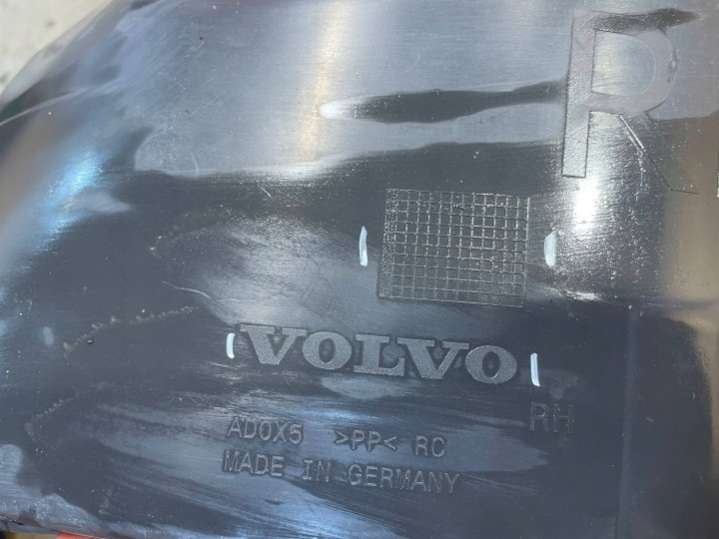 R
VOLVO
RH
AD0X5 >PP< RC
MADE IN GERMANY